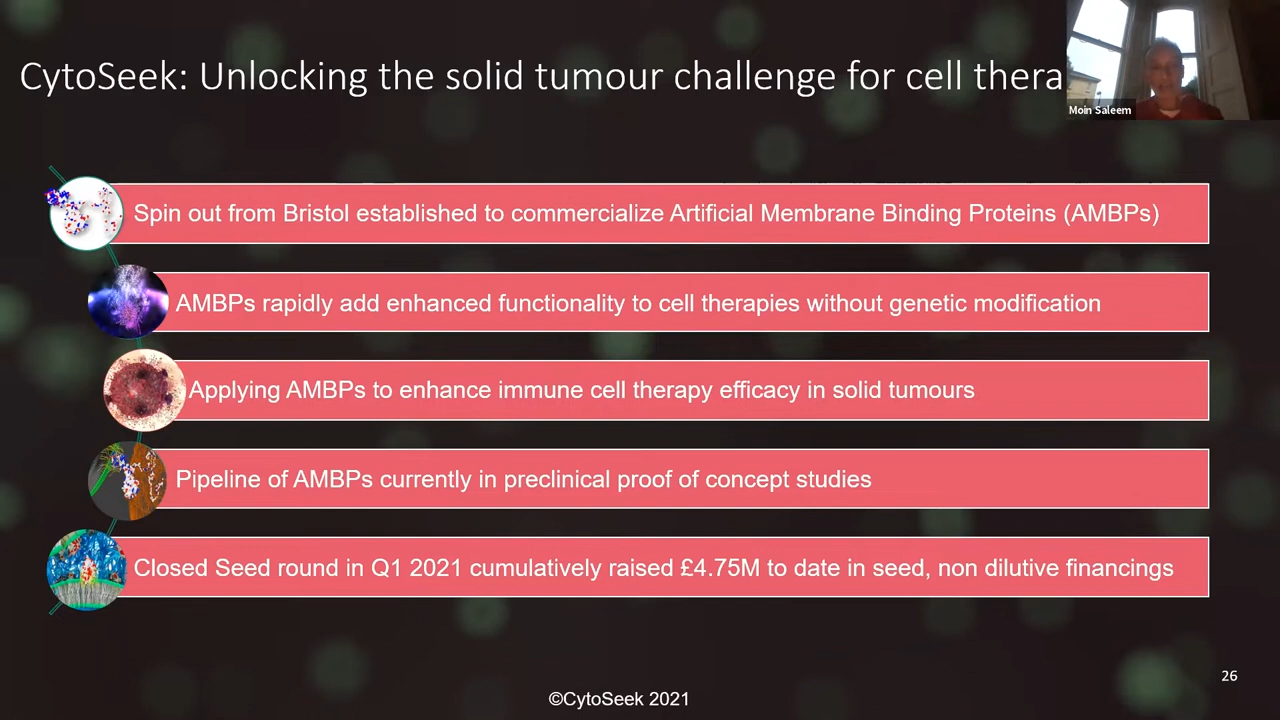 CytoSeek: Unlocking the solid tumour challenge for cell thera
Moin Saleem
Spin out from Bristol established to commercialize Artificial Membrane Binding Proteins (AMBPs)
AMBPs rapidly add enhanced functionality to cell therapies without genetic modification
Applying AMBPs to enhance immune cell therapy efficacy in solid tumours
Pipeline of AMBPs currently in preclinical proof of concept studies
Closed Seed round in Q1 2021 cumulatively raised £4.75M to date in seed, non dilutive financings
26
©CytoSeek 2021